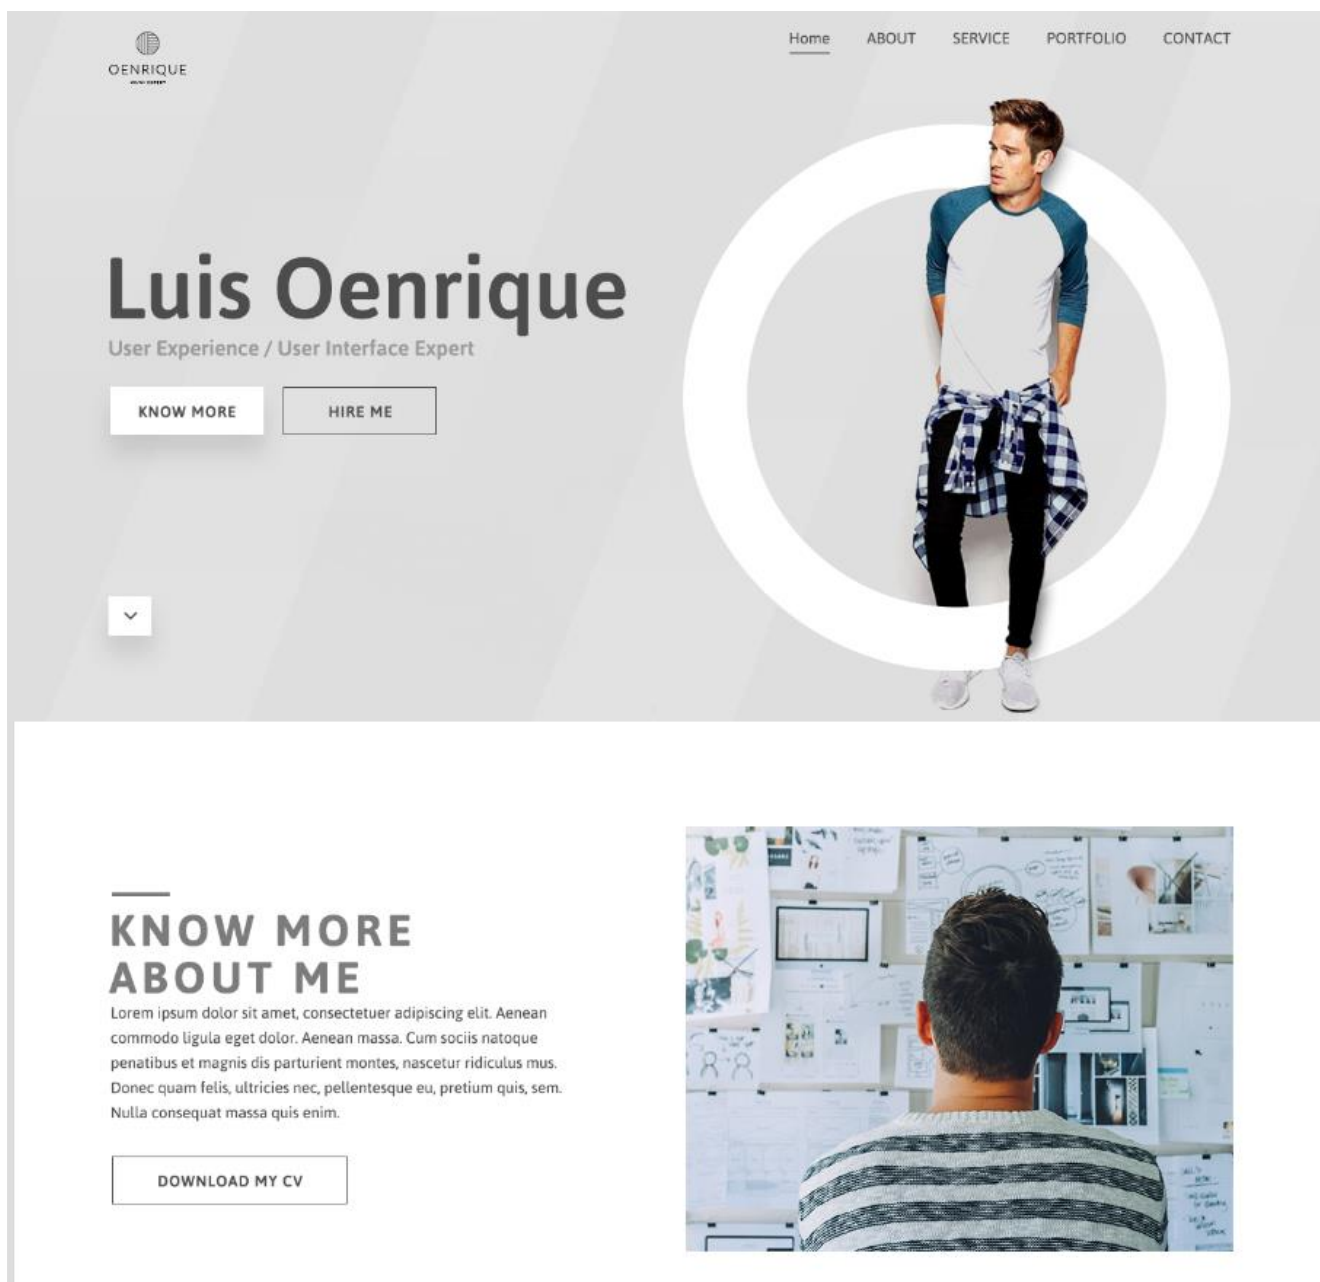 OENRIQUE
Home ABOUT SERVICE PORTFOLIO CONTACT
Luis Oenrique
User Experience / User Interface Expert
KNOW MORE HIRE ME
KNOW MORE
ABOUT ME
Lorem ipsum dolor sit amet, consectetuer adipiscing elit. Aenean
commodo ligula eget dolor. Aenean massa. Cum sociis natoque
penatibus et magnis dis parturient montes, nascetur ridiculus mus.
Donec quam felis, ultricies nec, pellentesque eu, pretium quis, sem.
Nulla consequat massa quis enim.
DOWNLOAD MY CV